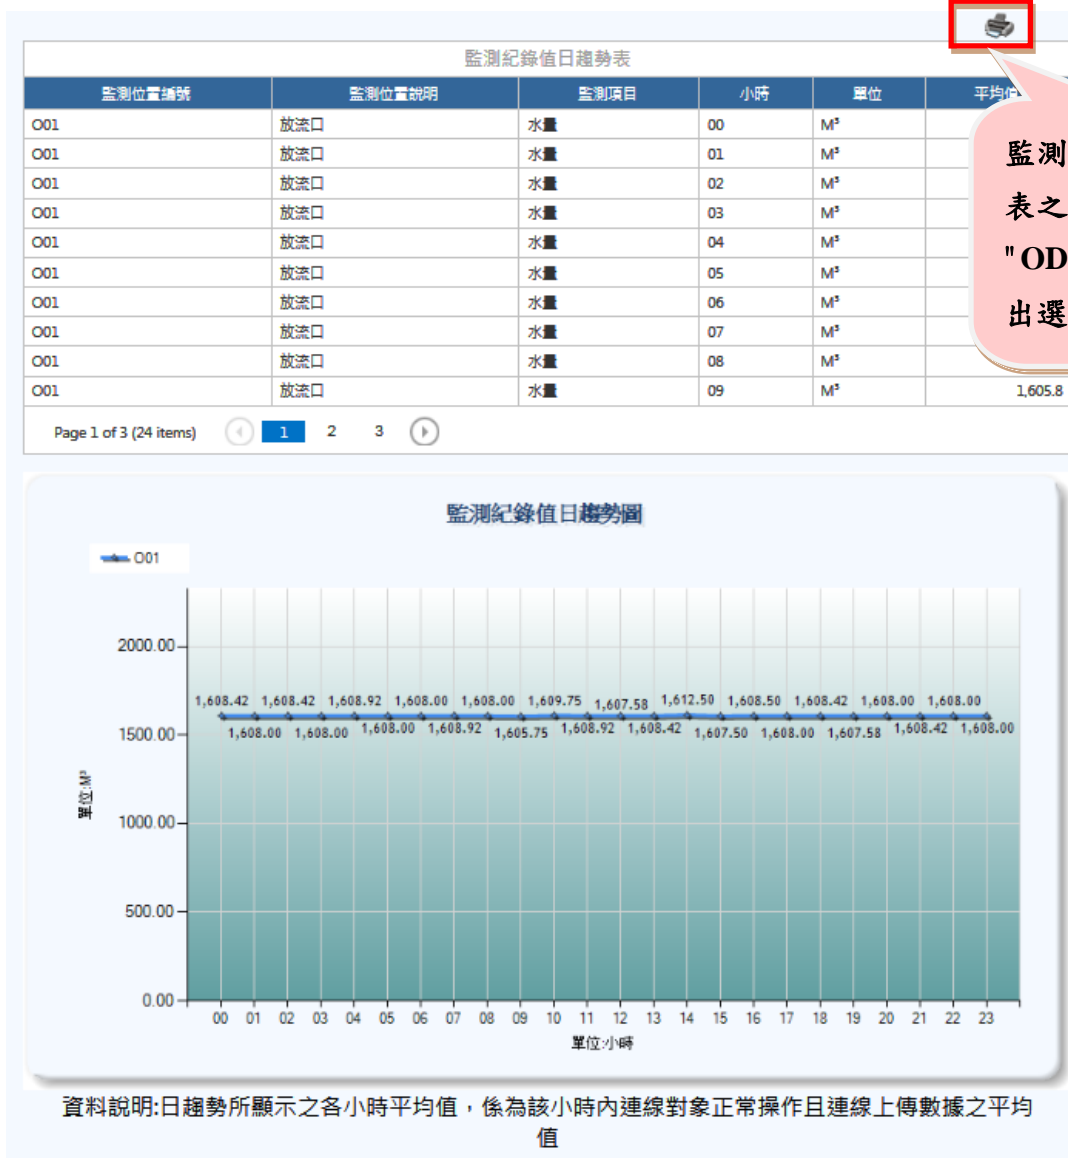 監測紀錄值日趨勢表
監測位置編號 監測位置說明 監測項目 小時 單位 平均值
O01 放流口 水量 00 M³
O01 放流口 水量 01 M³
O01 放流口 水量 02 M³
O01 放流口 水量 03 M³
O01 放流口 水量 04 M³
O01 放流口 水量 05 M³
O01 放流口 水量 06 M³
O01 放流口 水量 07 M³
O01 放流口 水量 08 M³
O01 放流口 水量 09 M³ 1,605.8
監測
表之
"OD
出選
Page 1 of 3 (24 items) 1 2 3
監測紀錄值日趨勢圖
O01
2000.00
1,608.42 1,608.42 1,608.92 1,608.00 1,608.00 1,609.75 1,607.58 1,612.50 1,608.50 1,608.42 1,608.00 1,608.00
1500.00
1,608.00 1,608.00 1,608.00 1,608.92 1,605.75 1,608.92 1,608.42 1,607.50 1,608.00 1,607.58 1,608.42 1,608.00
單位:M³
1000.00
500.00
0.00
00 01 02 03 04 05 06 07 08 09 10 11 12 13 14 15 16 17 18 19 20 21 22 23
單位:小時
資料說明:日趨勢所顯示之各小時平均值，係為該小時內連線對象正常操作且連線上傳數據之平均
值